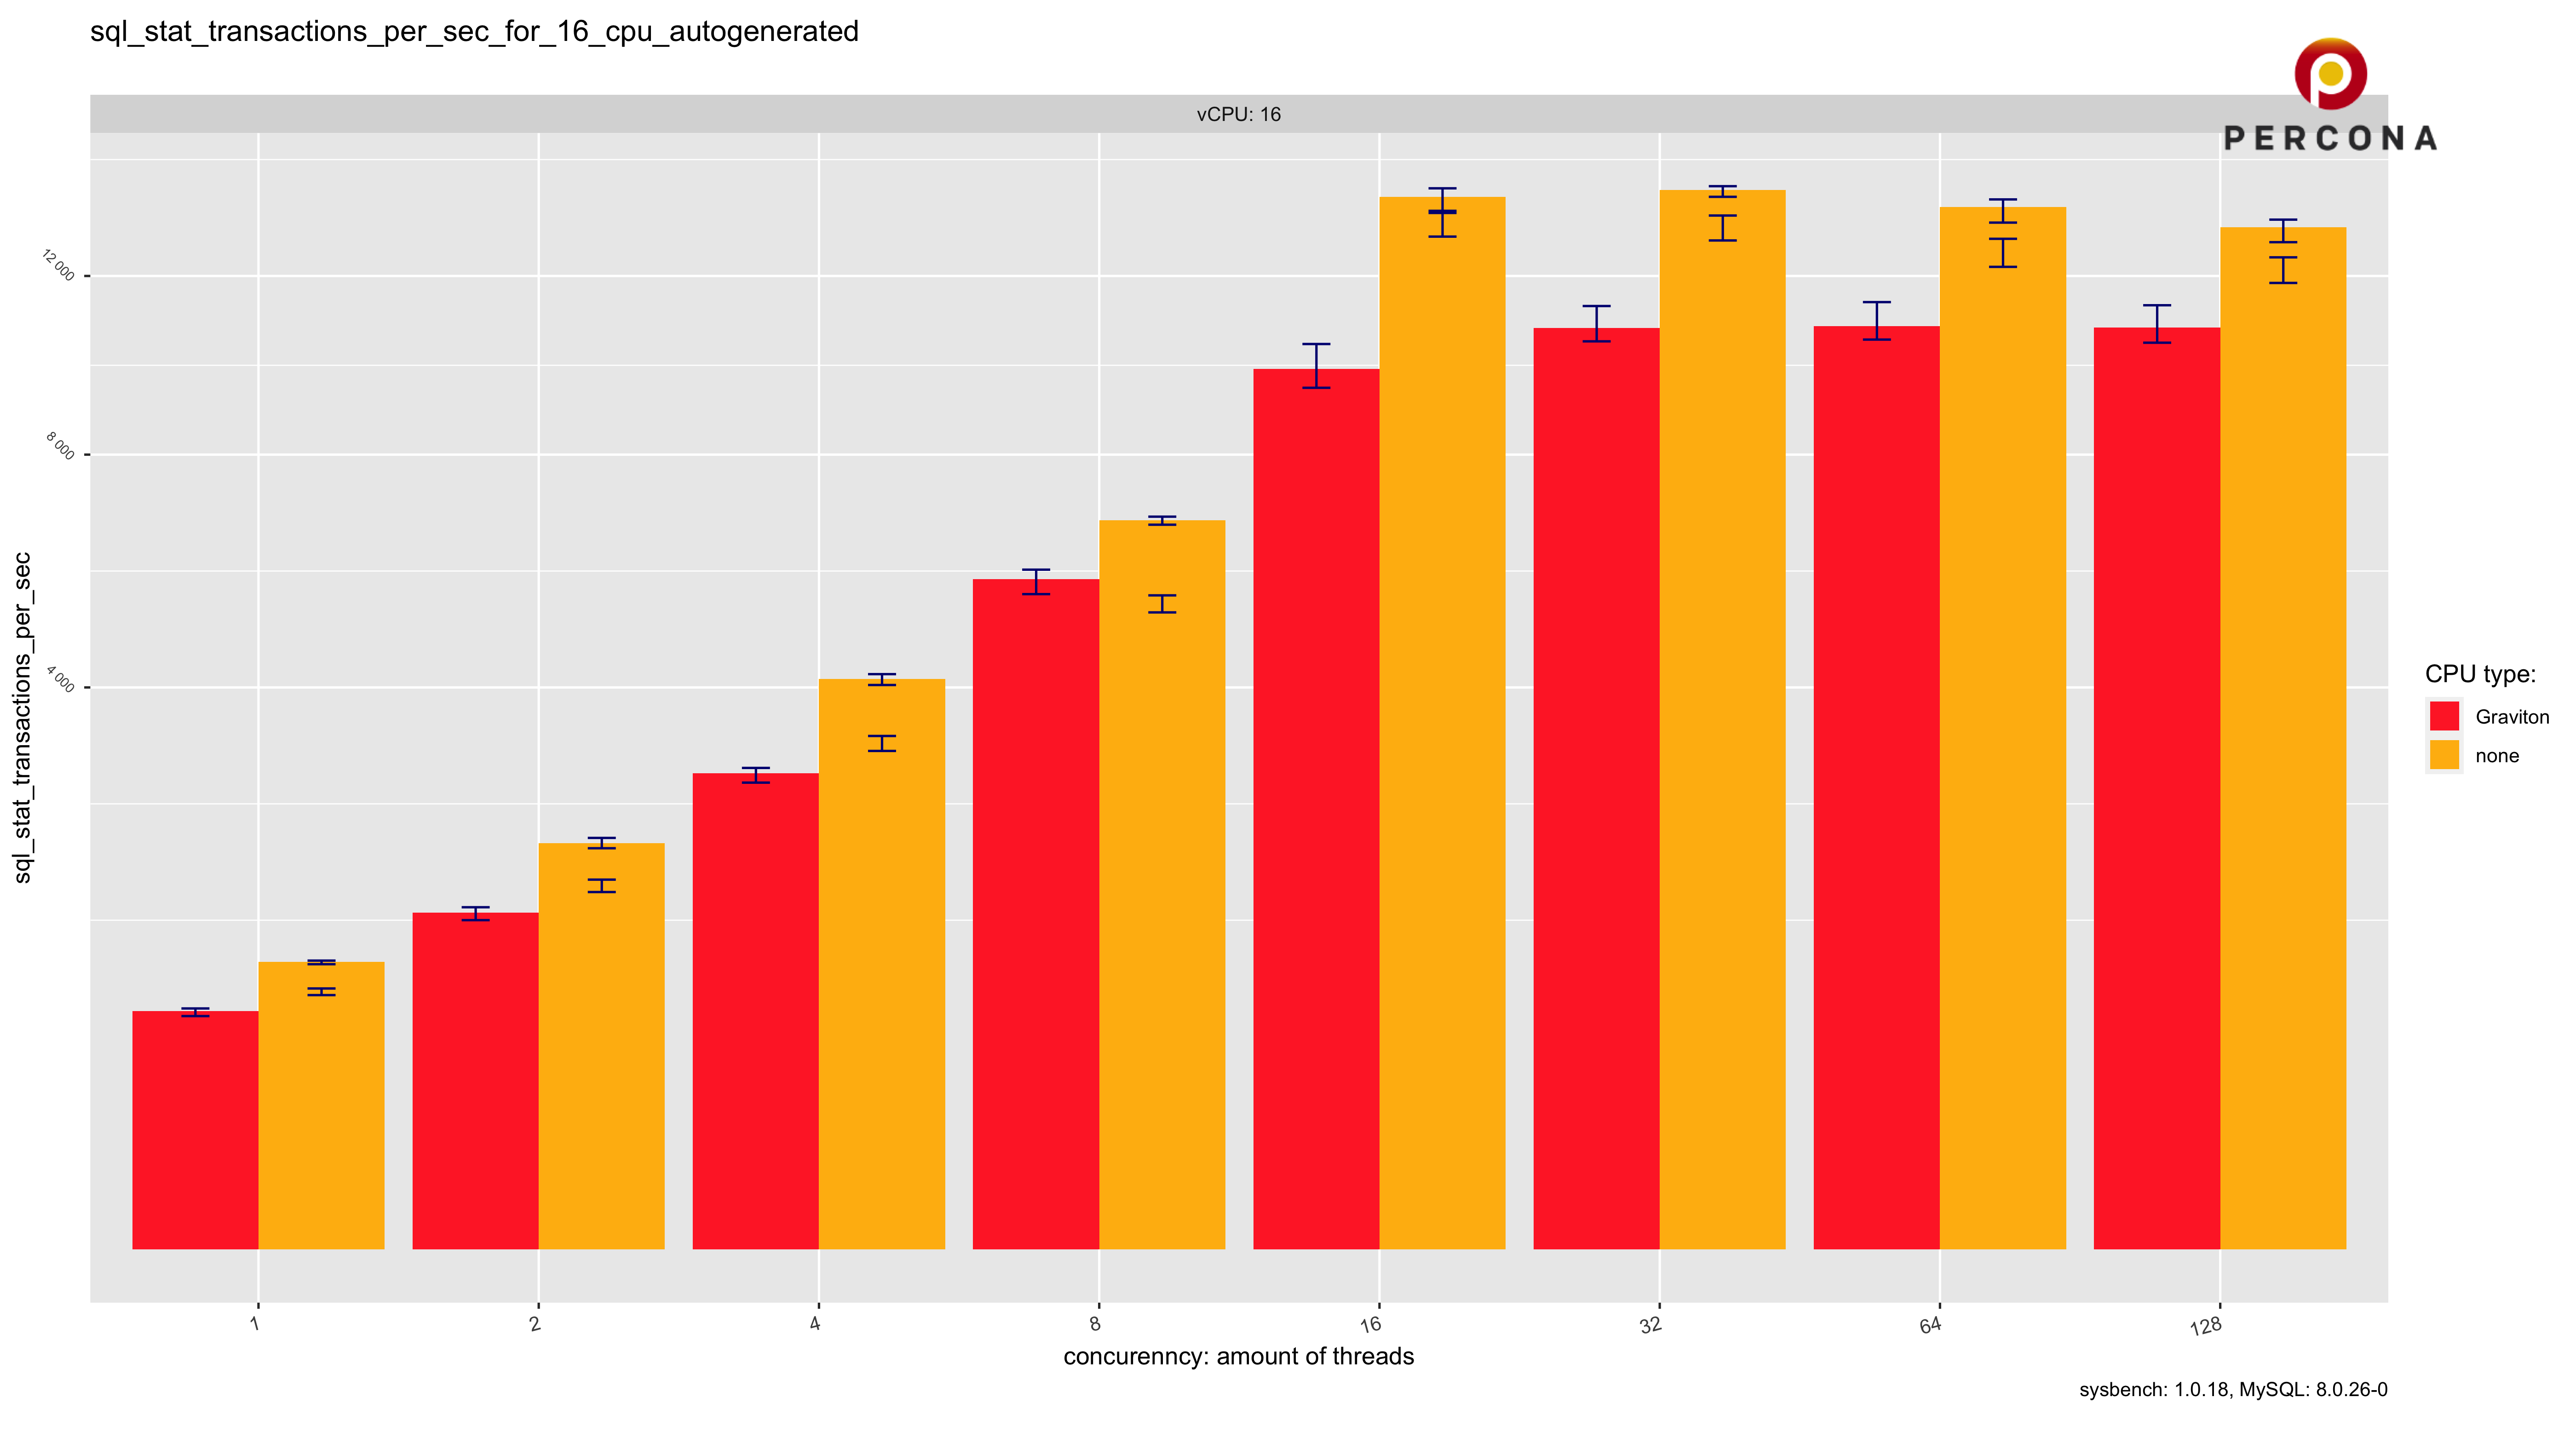 sql_stat_transactions_per_sec_for_16_cpu_autogenerated
PERCONA
vCPU: 16
sql_stat_transactions_per_sec
12 000
8 000
4 000
CPU type:
Graviton
none
1
2
4
8
16
32
64
128
concurenncy: amount of threads
sysbench: 1.0.18, MySQL: 8.0.26-0